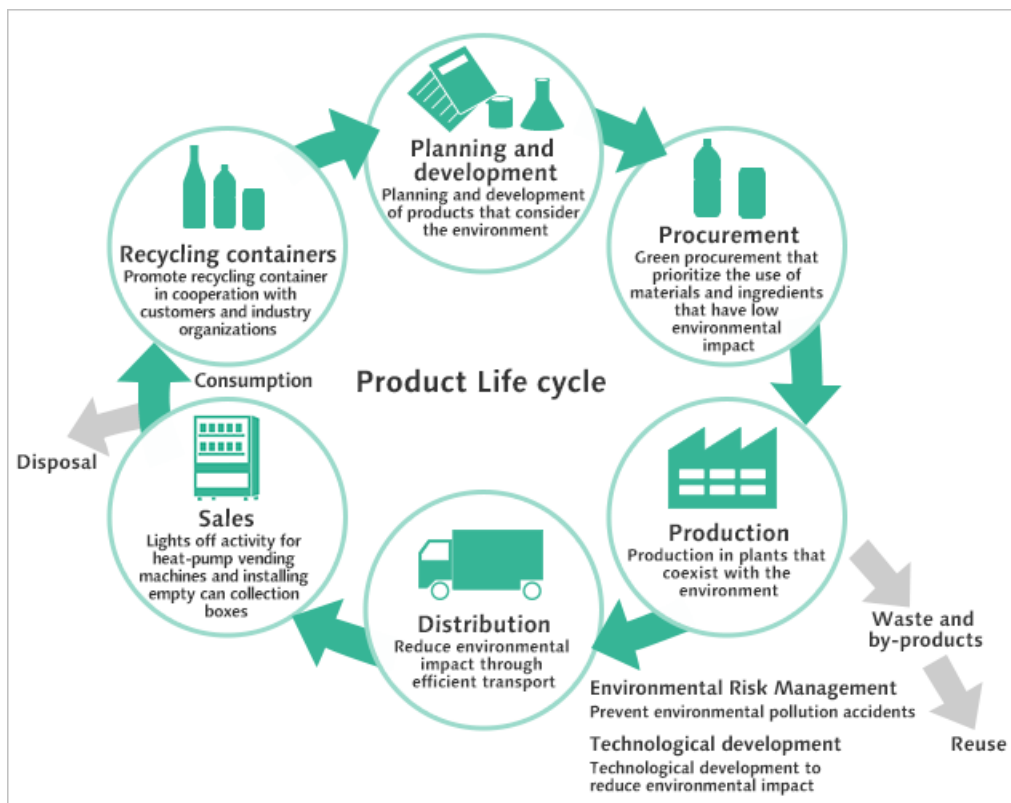 Planning and
development
Planning and development
of products that consider
the environment
Procurement
Green procurement that
prioritize the use of
materials and ingredients
that have low
environmental
impact
Production
Production in plants that
coexist with the
environment
Waste and
by-products
Reuse
Environmental Risk Management
Prevent environmental pollution accidents
Technological development
Technological development to
reduce environmental impact
Distribution
Reduce environmental
impact through
efficient transport
Sales
Lights off activity for
heat-pump vending
machines and installing
empty can collection
boxes
Disposal
Consumption
Recycling containers
Promote recycling container
in cooperation with
customers and industry
organizations
Product Life cycle